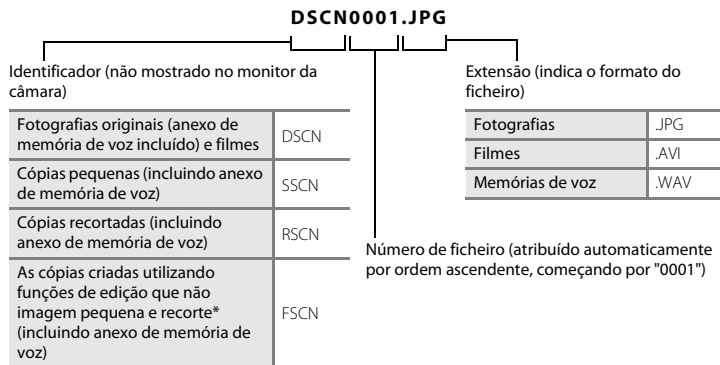 DSCN0001.JPG
Identificador (não mostrado no monitor da
câmara)
Fotografias originais (anexo de
memória de voz incluído) e filmes
DSCN
Cópias pequenas (incluindo anexo
de memória de voz)
SSCN
Cópias recortadas (incluindo
anexo de memória de voz)
RSCN
As cópias criadas utilizando
funções de edição que não
imagem pequena e recorte*
(incluindo anexo de memória de
voz)
FSCN
Extensão (indica o formato do
ficheiro)
Fotografias .JPG
Filmes .AVI
Memórias de voz .WAV
Número de ficheiro (atribuído automaticamente
por ordem ascendente, começando por "0001")